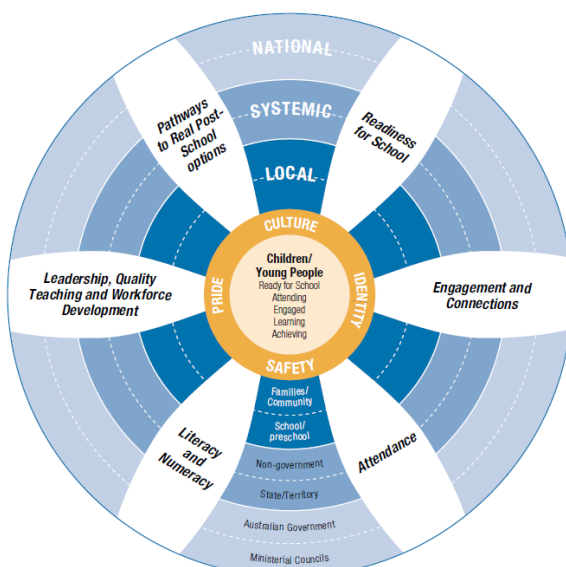 NATIONAL
SYSTEMIC
LOCAL
Pathways
to Real Post-
School
options
Readiness
for School
CULTURE
Children/
Young People
Ready for School
Attending
Engaged
Learning
Achieving
PRIDE
IDENTITY
SAFETY
Leadership, Quality
Teaching and Workforce
Development
Engagement and
Connections
Families/
Community
School/
preschool
Literacy
and
Numeracy
Attendance
Non-government
State/Territory
Australian Government
Ministerial Councils